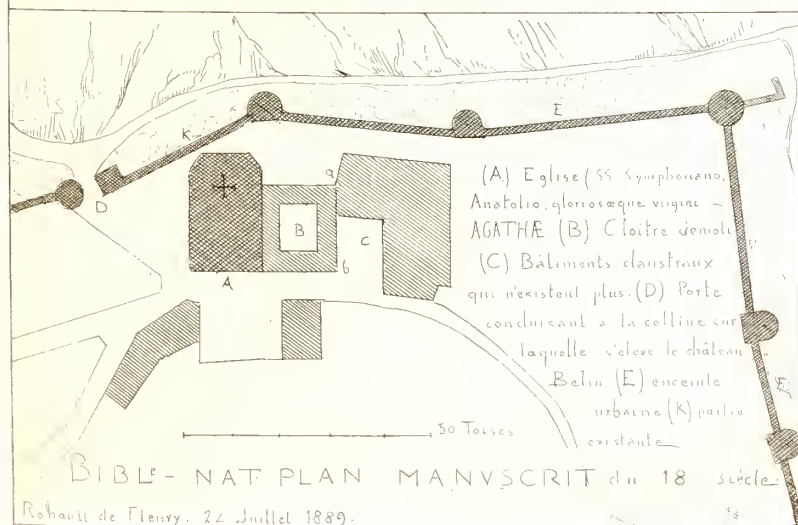 K
E
D
(A) Eglise (SS Symphoriano,
Anatolio, gloriosæque virgini –
AGATHÆ (B) Cloître démoli
(C) Bâtiments claustraux
qui n'existent plus. (D) Porte
conduisant a la colline sur
laquelle s'élève le château
Belin (E) enceinte
urbaine (K) partie
existante
a
B
C
b
A
E
50 Toises
BIBLe - NAT. PLAN MANVSCRIT du 18 siècle
Rohault de Fleury. 22 Juillet 1889.